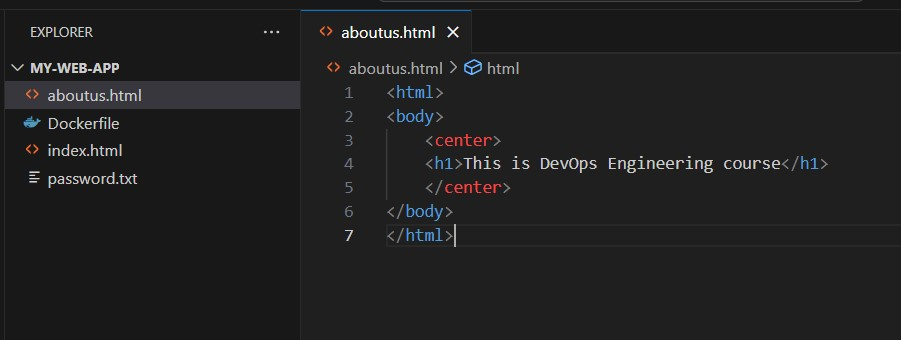 EXPLORER
MY-WEB-APP
aboutus.html
Dockerfile
index.html
password.txt
aboutus.html
aboutus.html > html
1 <html>
2 <body>
3 <center>
4 <h1>This is DevOps Engineering course</h1>
5 </center>
6 </body>
7 </html>